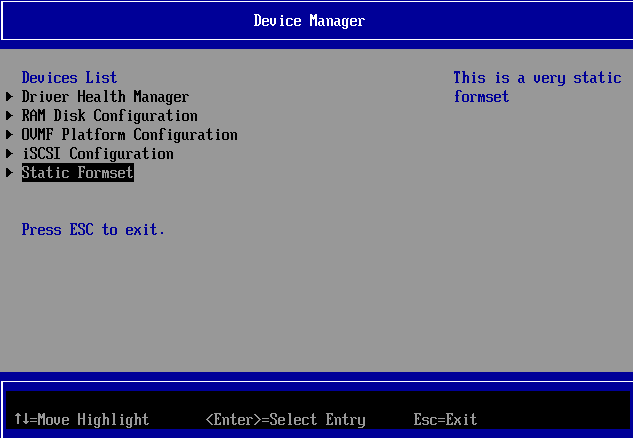 Device Manager
Devices List
Driver Health Manager
RAM Disk Configuration
OVMF Platform Configuration
iSCSI Configuration
Static Formset
This is a very static
formset
Press ESC to exit.
↑↓=Move Highlight <Enter>=Select Entry Esc=Exit